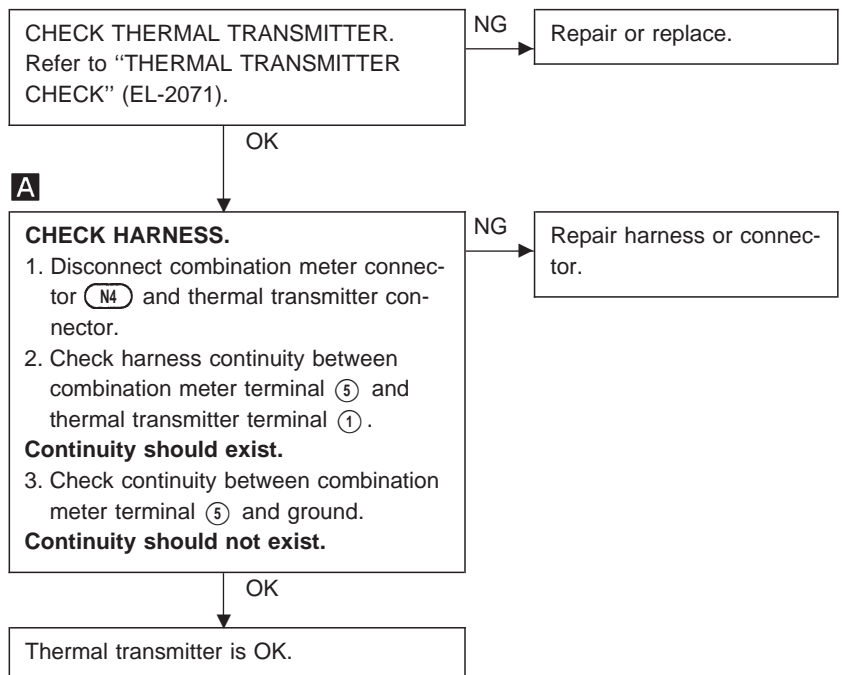 CHECK THERMAL TRANSMITTER.
Refer to ‘‘THERMAL TRANSMITTER
CHECK’’ (EL-2071).
NG
Repair or replace.
OK
A
CHECK HARNESS.
1. Disconnect combination meter connec-
tor N4 and thermal transmitter con-
nector.
2. Check harness continuity between
combination meter terminal ⑤ and
thermal transmitter terminal ①.
Continuity should exist.
3. Check continuity between combination
meter terminal ⑤ and ground.
Continuity should not exist.
NG
Repair harness or connec-
tor.
OK
Thermal transmitter is OK.